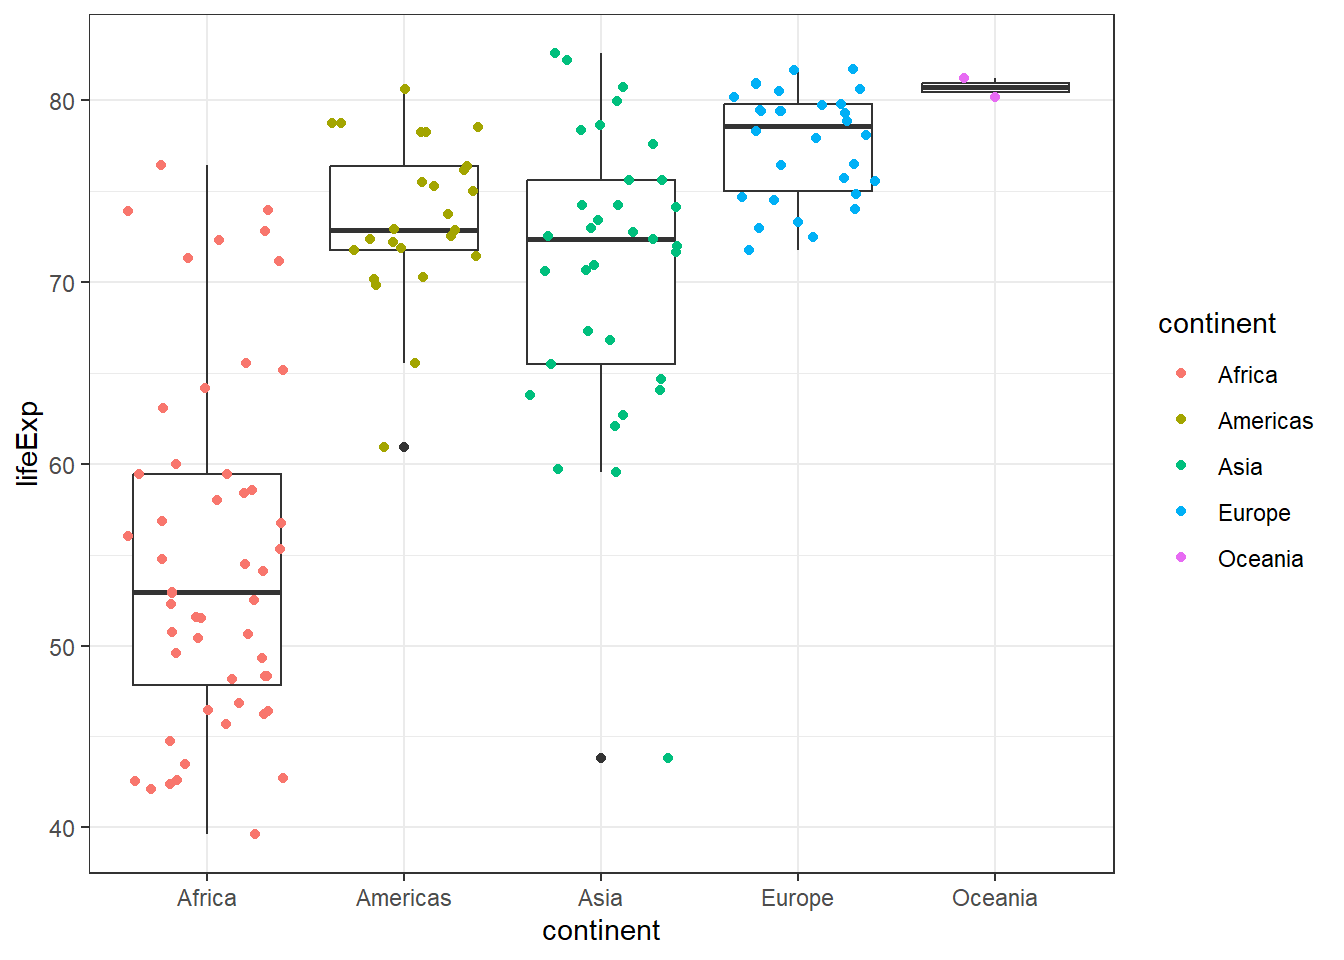 lifeExp
80
70
60
50
40
Africa
Americas
Asia
Europe
Oceania
continent
continent
Africa
Americas
Asia
Europe
Oceania